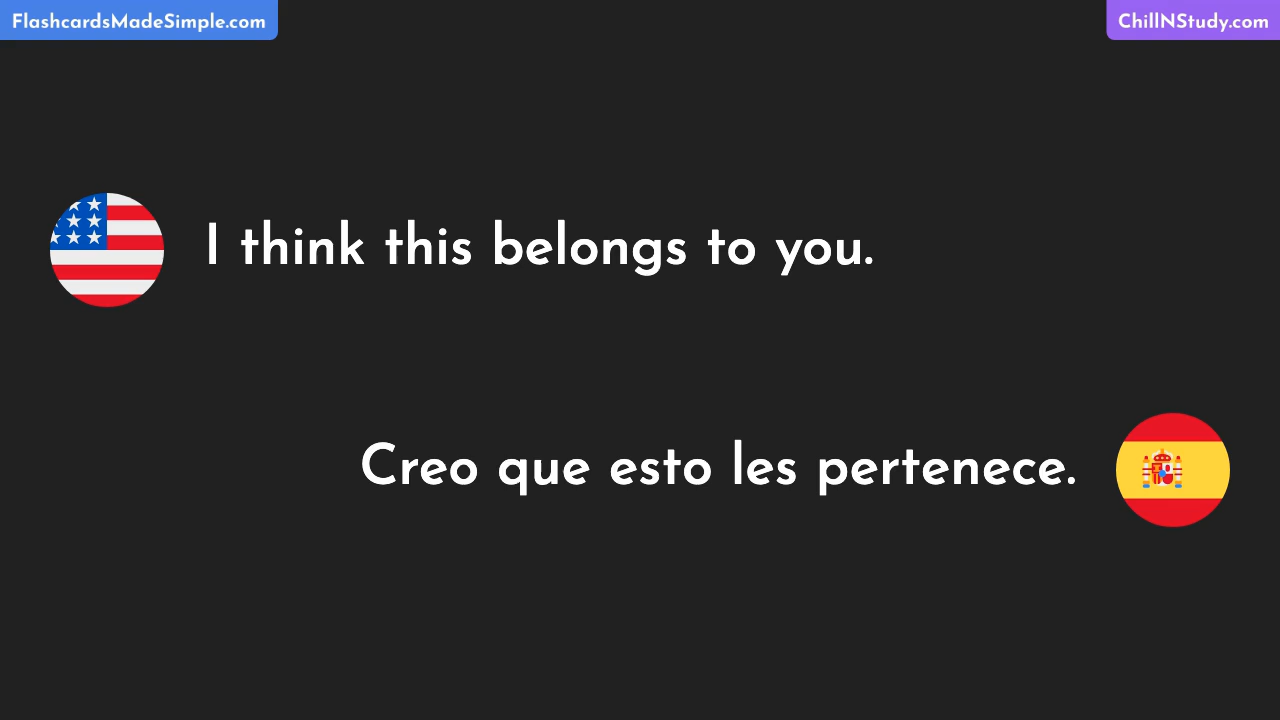 FlashcardsMadeSimple.com
ChillNStudy.com
I think this belongs to you.
Creo que esto les pertenece.